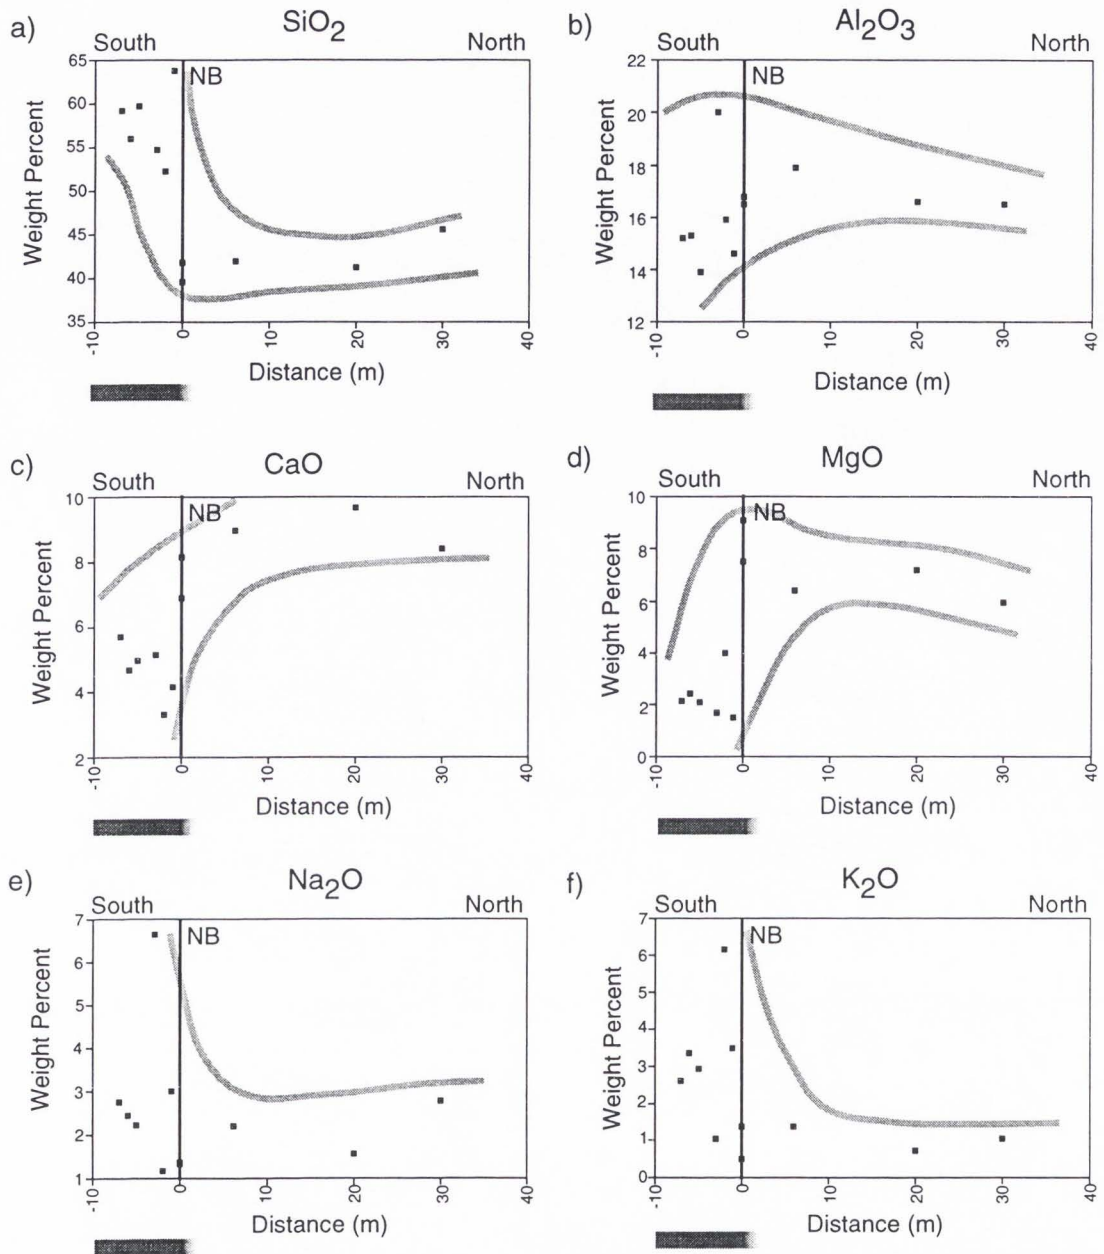 a) SiO2
South North
65
60
55
50
45
40
35
NB
Weight Percent
-10 0 10 20 30 40
Distance (m)
b) Al2O3
South North
22
20
18
16
14
12
NB
Weight Percent
-10 0 10 20 30 40
Distance (m)
c) CaO
South North
10
8
6
4
2
NB
Weight Percent
-10 0 10 20 30 40
Distance (m)
d) MgO
South North
10
8
6
4
2
0
NB
Weight Percent
-10 0 10 20 30 40
Distance (m)
e) Na2O
South North
7
6
5
4
3
2
1
NB
Weight Percent
-10 0 10 20 30 40
Distance (m)
f) K2O
South North
7
6
5
4
3
2
1
0
NB
Weight Percent
-10 0 10 20 30 40
Distance (m)